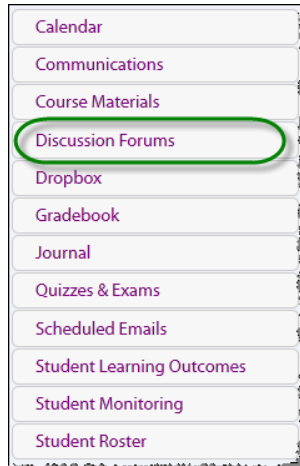 Calendar
Communications
Course Materials
Discussion Forums
Dropbox
Gradebook
Journal
Quizzes & Exams
Scheduled Emails
Student Learning Outcomes
Student Monitoring
Student Roster